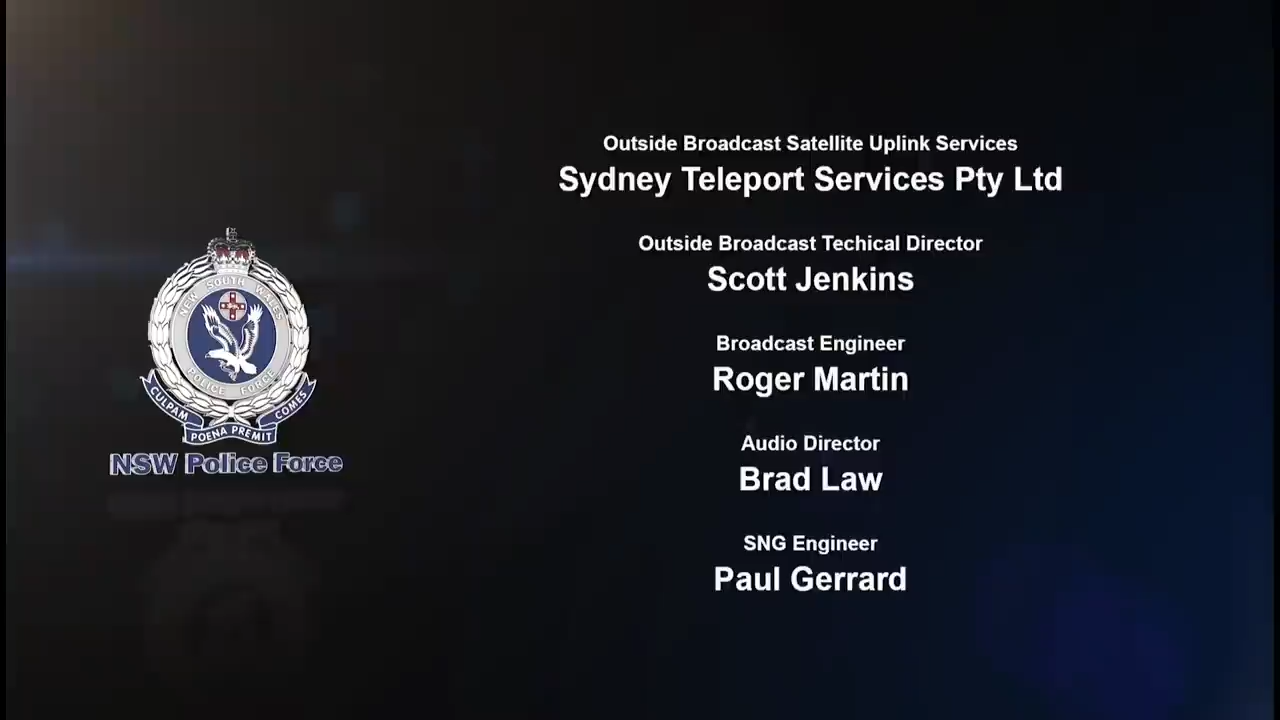 Outside Broadcast Satellite Uplink Services
Sydney Teleport Services Pty Ltd
Outside Broadcast Techical Director
Scott Jenkins
Broadcast Engineer
Roger Martin
Audio Director
Brad Law
SNG Engineer
Paul Gerrard
NEW SOUTH WALES
POLICE FORCE
CULPAM POENA PREMIT COMES
NSW Police Force